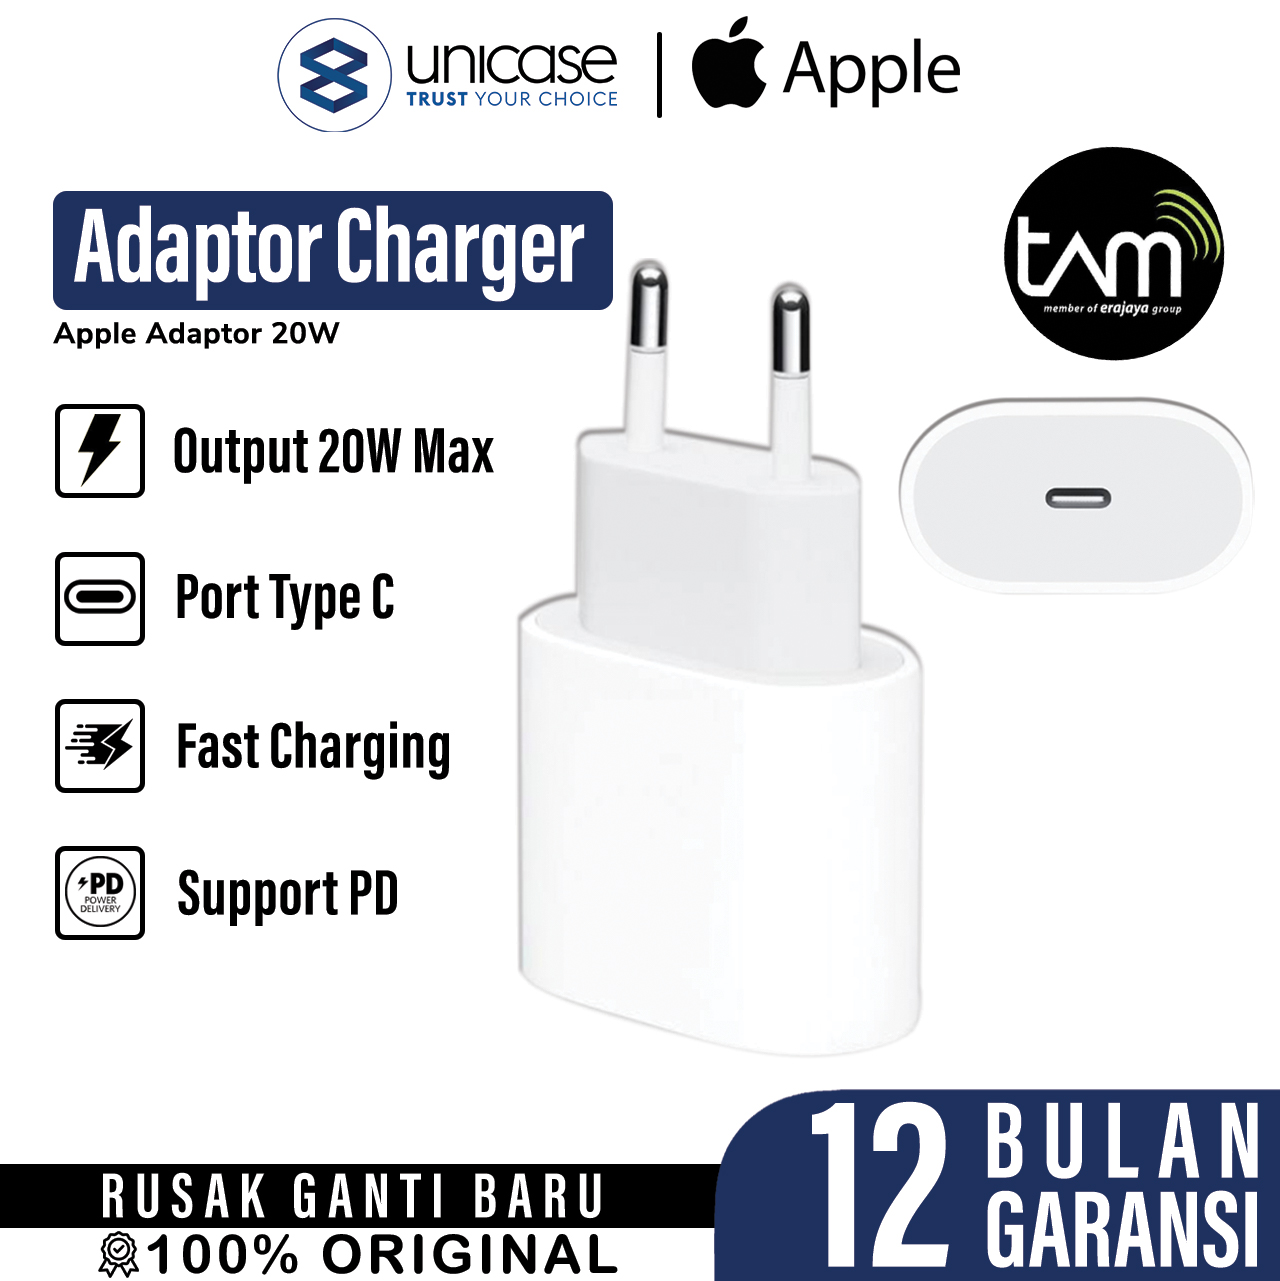 unicase
TRUST YOUR CHOICE
Apple
tam
member of erajaya group
Adaptor Charger
Apple Adaptor 20W
Output 20W Max
Port Type C
Fast Charging
PD
POWER
DELIVERY
Support PD
12 BULAN
GARANSI
RUSAK GANTI BARU
100% ORIGINAL